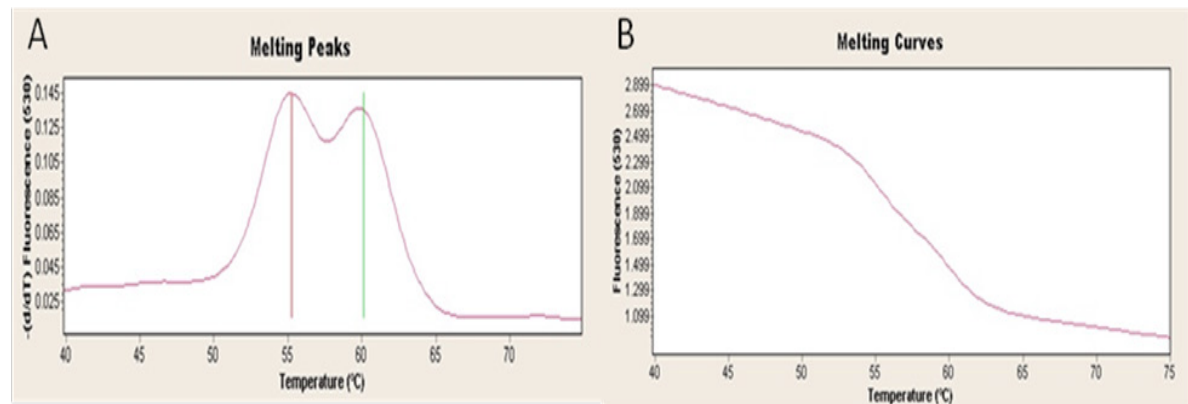 A
Melting Peaks
-(d/dT) Fluorescence (530)
0.145
0.125
0.105
0.085
0.065
0.045
0.025
40 45 50 55 60 65 70
Temperature (ºC)
B
Melting Curves
Fluorescence (530)
2.899
2.699
2.499
2.299
2.099
1.899
1.699
1.499
1.299
1.099
40 45 50 55 60 65 70 75
Temperature (ºC)